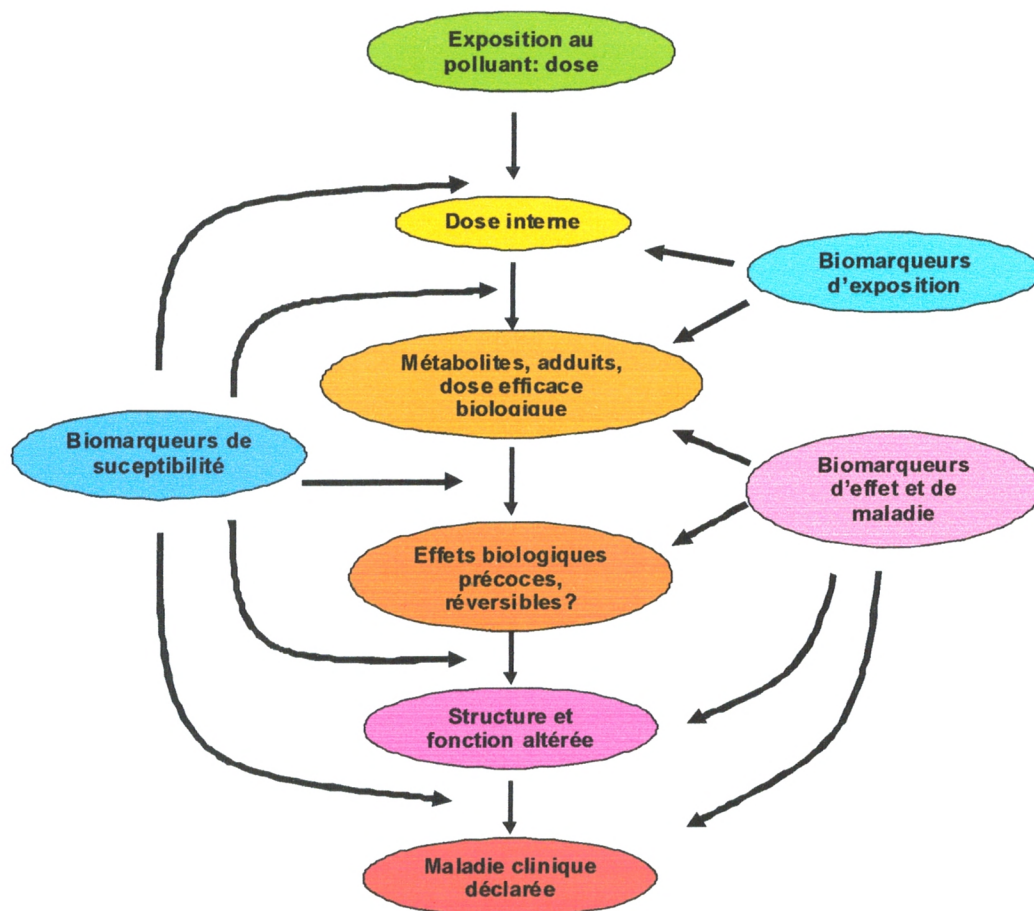 Exposition au
polluant: dose
Dose interne
Biomarqueurs
d'exposition
Métabolites, adduits,
dose efficace
biologique
Biomarqueurs de
suceptibilité
Biomarqueurs
d'effet et de
maladie
Effets biologiques
précoces,
réversibles?
Structure et
fonction altérée
Maladie clinique
déclarée